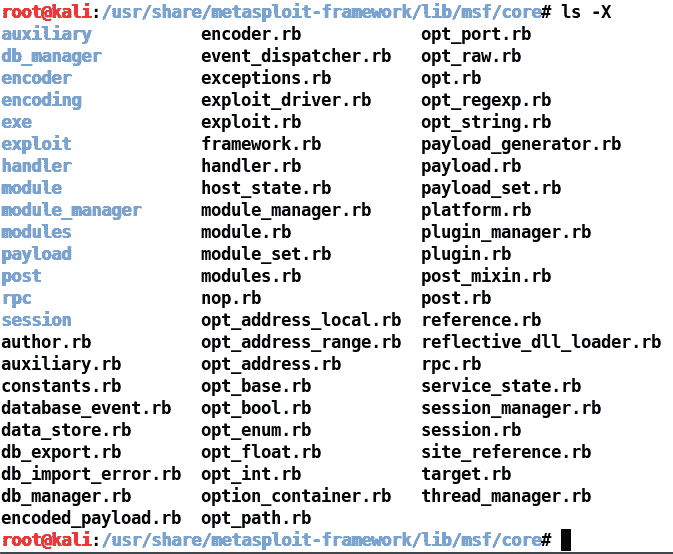 root@kali:/usr/share/metasploit-framework/lib/msf/core# ls -X
auxiliary encoder.rb opt_port.rb
db_manager event_dispatcher.rb opt_raw.rb
encoder exceptions.rb opt.rb
encoding exploit_driver.rb opt_regexp.rb
exe exploit.rb opt_string.rb
exploit framework.rb payload_generator.rb
handler handler.rb payload.rb
module host_state.rb payload_set.rb
module_manager module_manager.rb platform.rb
modules module.rb plugin_manager.rb
payload module_set.rb plugin.rb
post modules.rb post_mixin.rb
rpc nop.rb post.rb
session opt_address_local.rb reference.rb
author.rb opt_address_range.rb reflective_dll_loader.rb
auxiliary.rb opt_address.rb rpc.rb
constants.rb opt_base.rb service_state.rb
database_event.rb opt_bool.rb session_manager.rb
data_store.rb opt_enum.rb session.rb
db_export.rb opt_float.rb site_reference.rb
db_import_error.rb opt_int.rb target.rb
db_manager.rb option_container.rb thread_manager.rb
encoded_payload.rb opt_path.rb
root@kali:/usr/share/metasploit-framework/lib/msf/core#